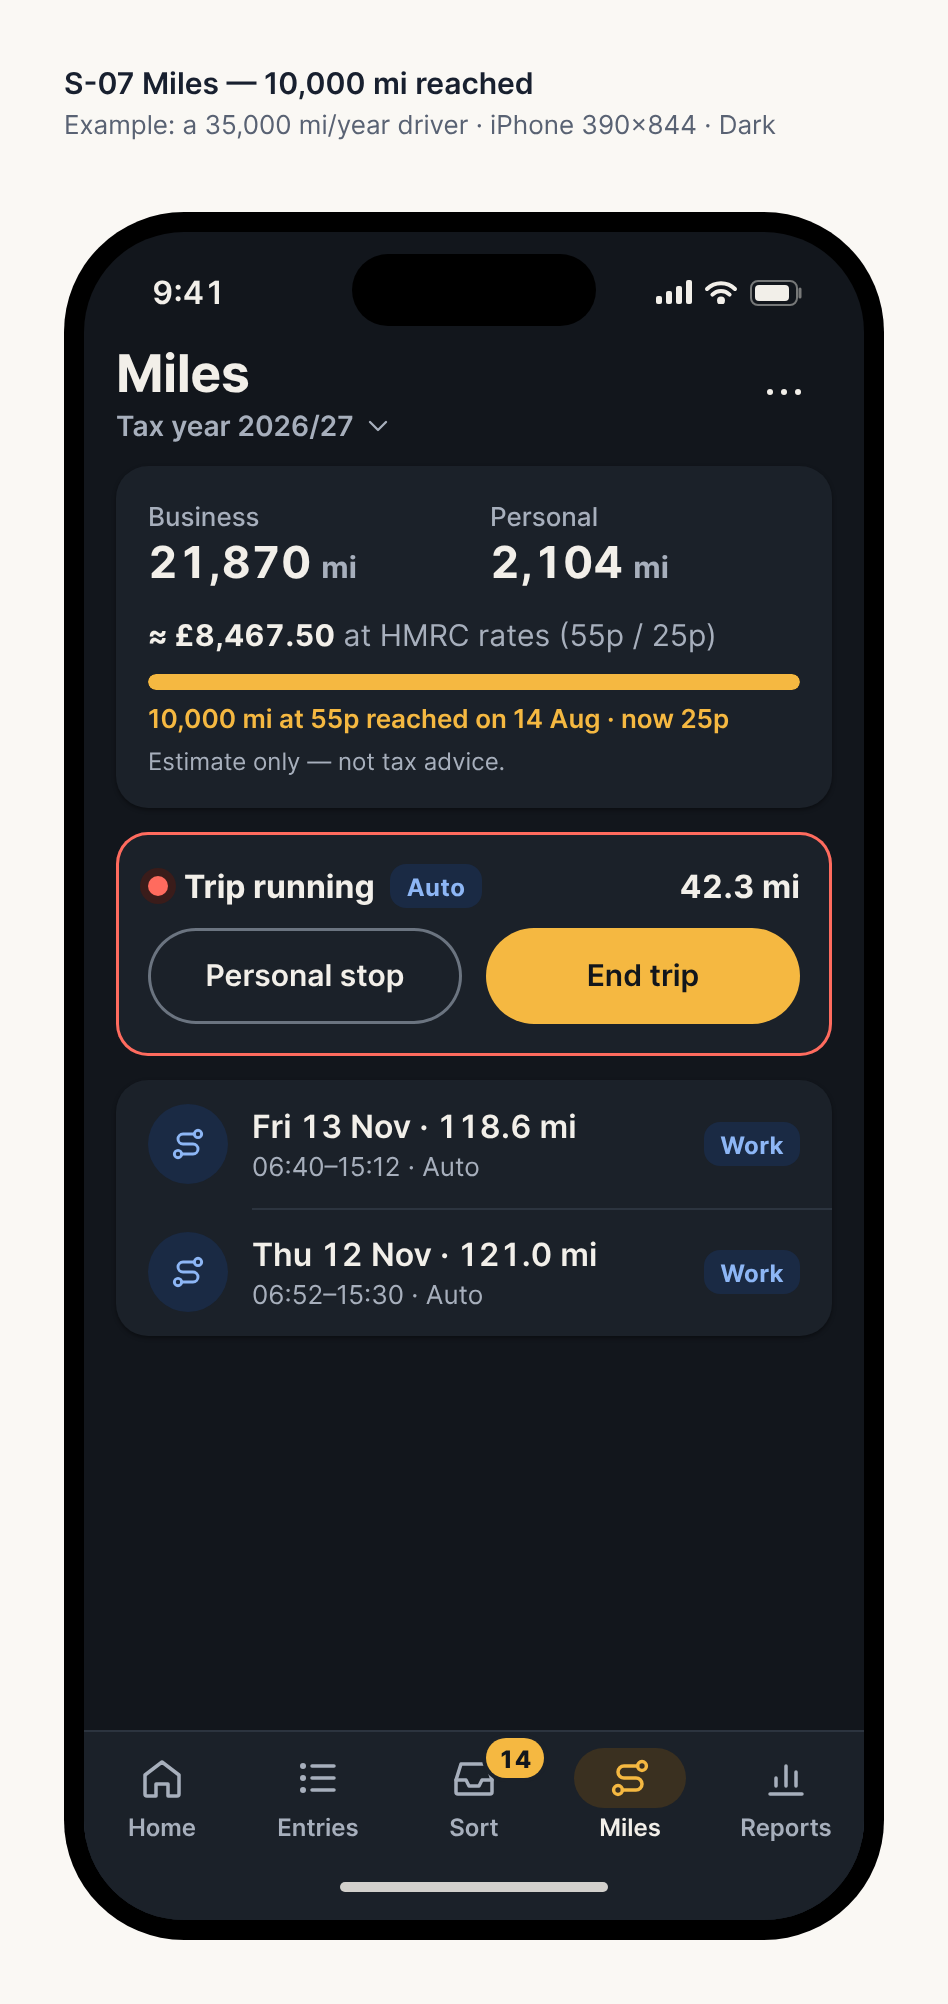 S-07 Miles — 10,000 mi reached
Example: a 35,000 mi/year driver · iPhone 390×844 · Dark
9:41
Miles
...
Tax year 2026/27
Business
Personal
21,870 mi
2,104 mi
≈ £8,467.50 at HMRC rates (55p / 25p)
10,000 mi at 55p reached on 14 Aug · now 25p
Estimate only — not tax advice.
Trip running
Auto
42.3 mi
Personal stop
End trip
Fri 13 Nov · 118.6 mi
06:40–15:12 · Auto
Work
Thu 12 Nov · 121.0 mi
06:52–15:30 · Auto
Work
14
Home
Entries
Sort
Miles
Reports